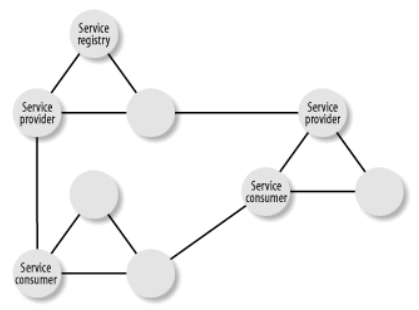 Service
registry
Service
provider
Service
provider
Service
consumer
Service
consumer